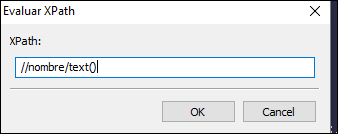 Evaluar XPath
XPath:
//nombre/text()
OK
Cancel